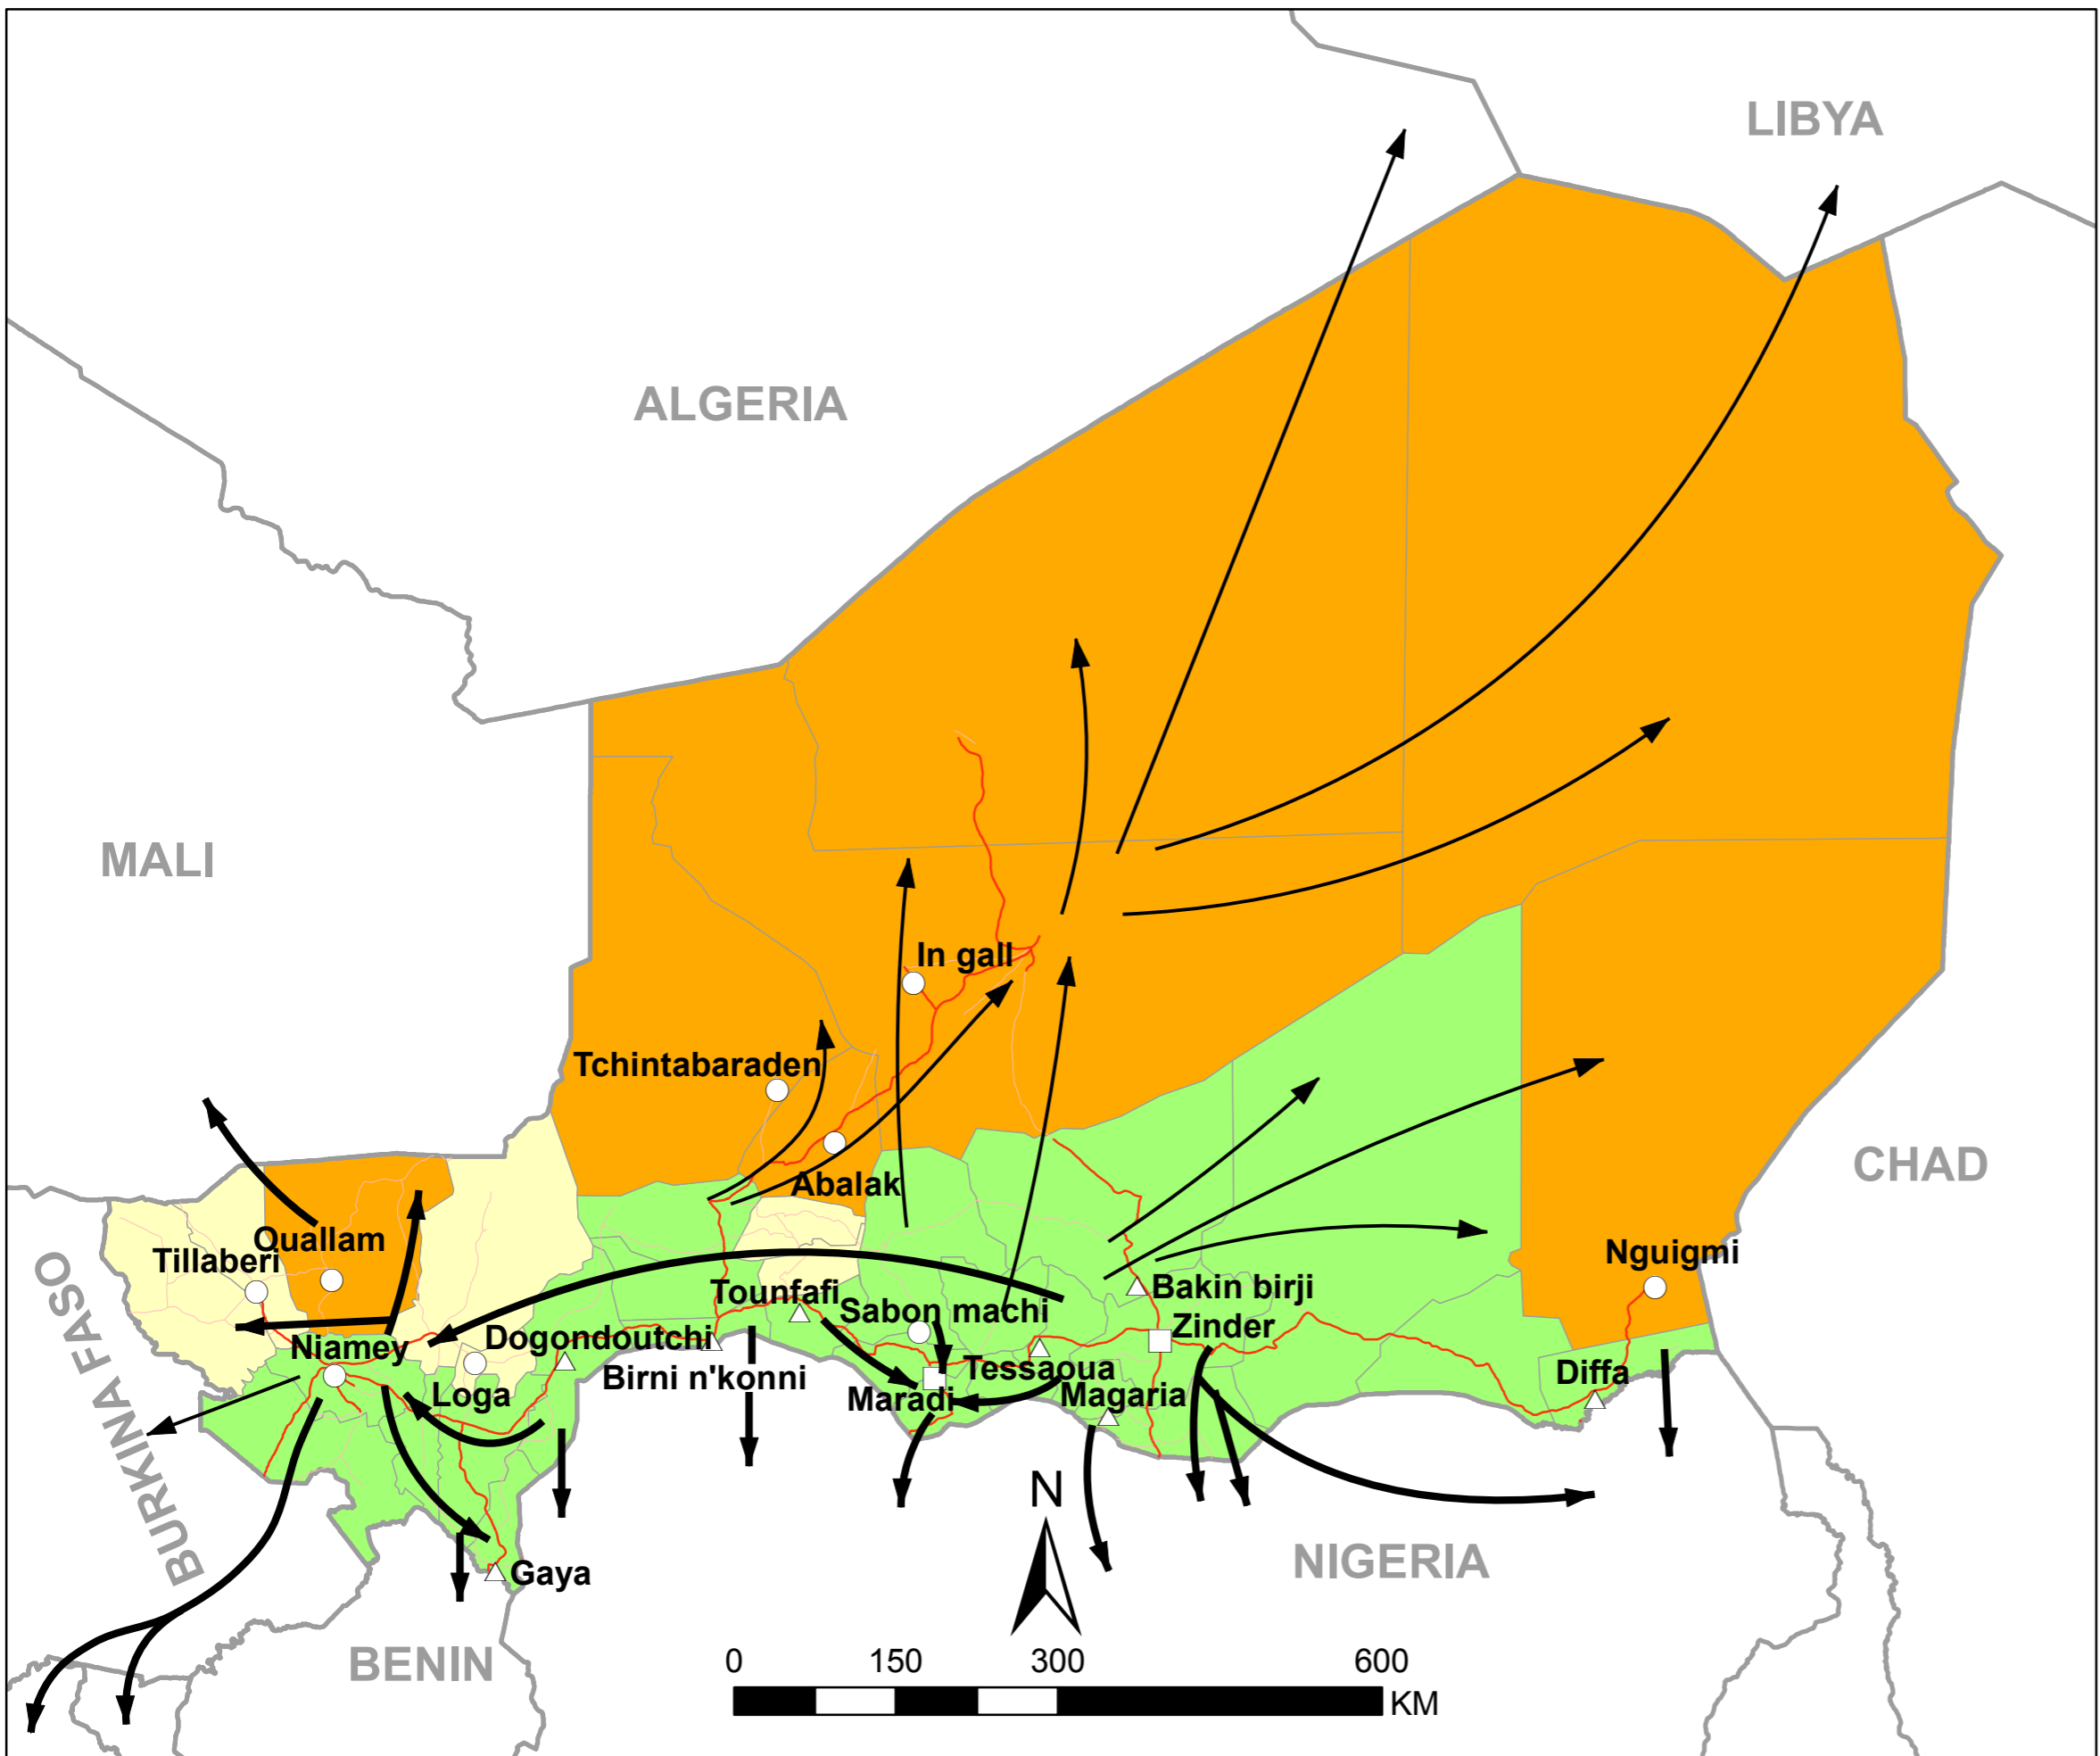 LIBYA
ALGERIA
MALI
In gall
Tchintabaraden
CHAD
Abalak
Ouallam
Tillaberi
Nguigmi
BURKINA FASO
Tounfafi
Bakin birji
Sabon machi
Zinder
Dogondoutchi
Niamey
Birni n'konni
Tessaoua
Diffa
Loga
Maradi
Magaria
N
NIGERIA
Gaya
BENIN
0 150 300 600
KM